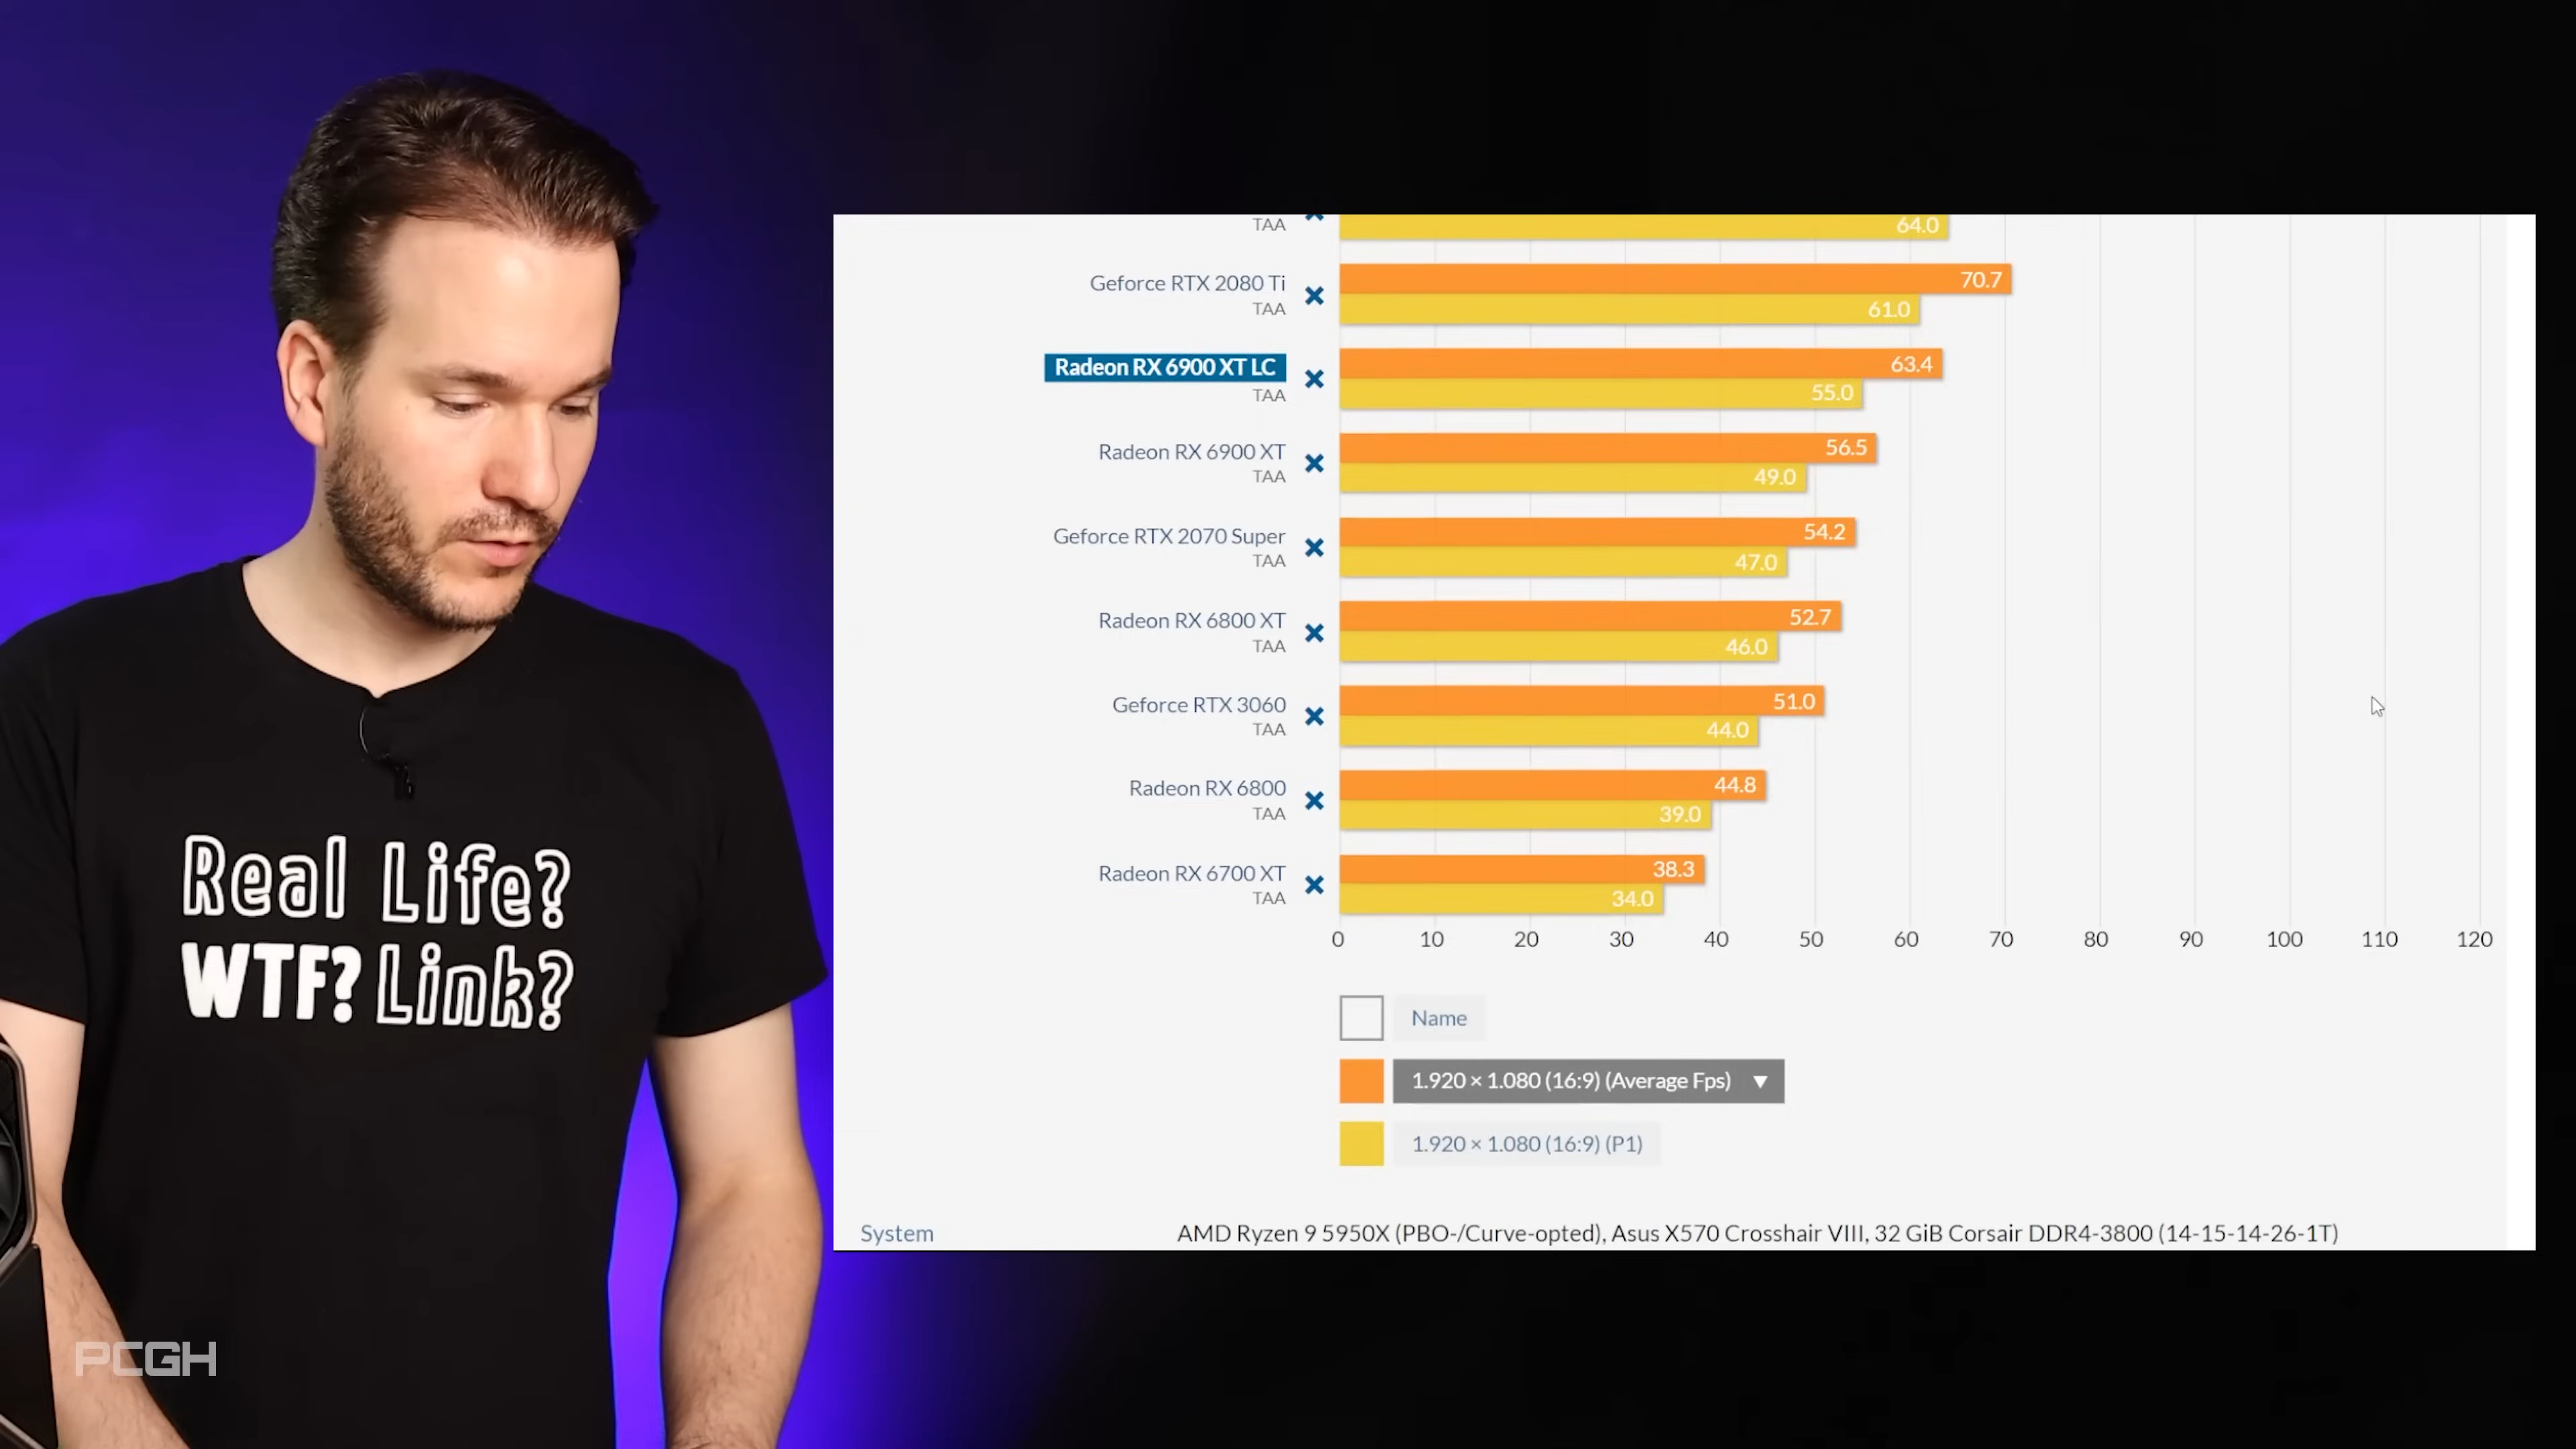 TAA
64.0
Geforce RTX 2080 Ti
TAA
70.7
61.0
Radeon RX 6900 XT LC
TAA
63.4
55.0
Radeon RX 6900 XT
TAA
56.5
49.0
Geforce RTX 2070 Super
TAA
54.2
47.0
Radeon RX 6800 XT
TAA
52.7
46.0
Geforce RTX 3060
TAA
51.0
44.0
Radeon RX 6800
TAA
44.8
39.0
Radeon RX 6700 XT
TAA
38.3
34.0
0 10 20 30 40 50 60 70 80 90 100 110 120
Name
1.920 × 1.080 (16:9) (Average Fps) ▼
1.920 × 1.080 (16:9) (P1)
System AMD Ryzen 9 5950X (PBO-/Curve-opted), Asus X570 Crosshair VIII, 32 GiB Corsair DDR4-3800 (14-15-14-26-1T)
Real Life?
WTF? Link?
PCGH